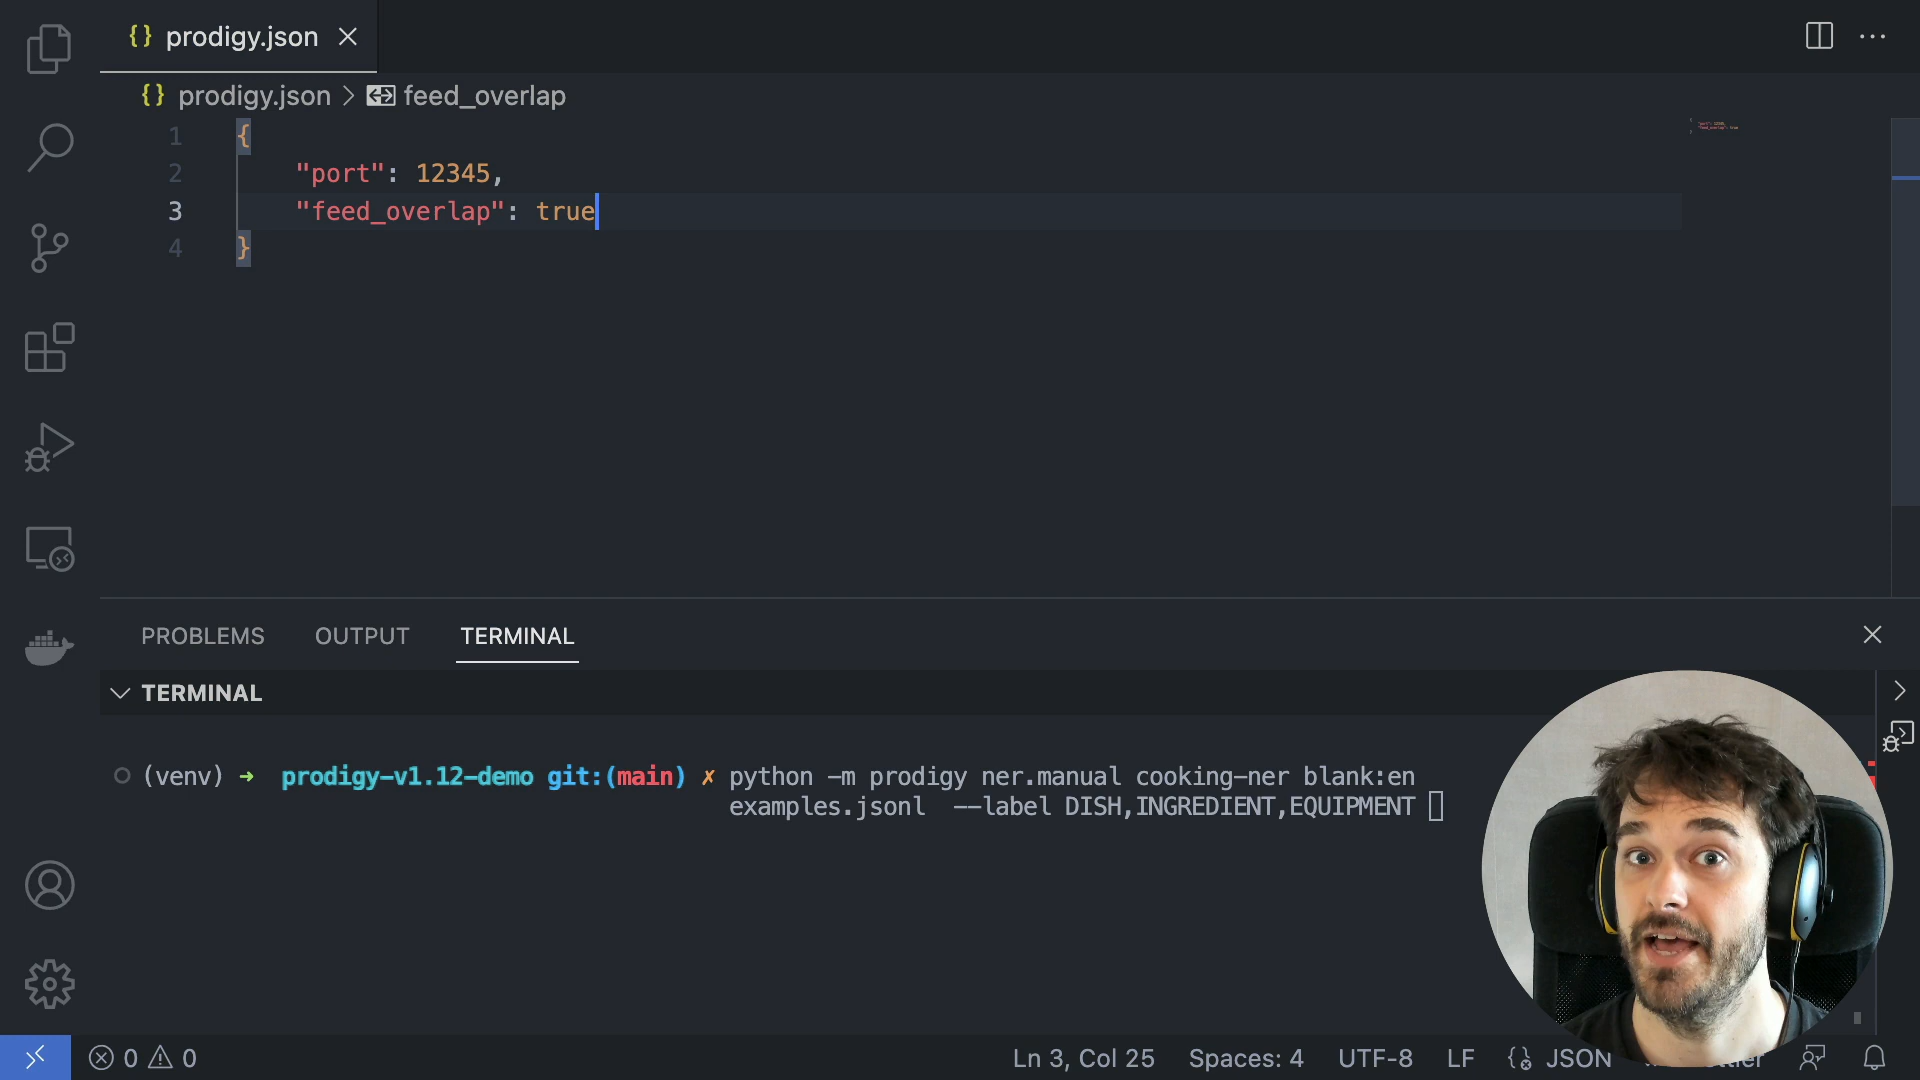 {} prodigy.json
{} prodigy.json > feed_overlap
1 {
2 "port": 12345,
3 "feed_overlap": true
4 }
PROBLEMS OUTPUT TERMINAL
TERMINAL
(venv) ➜ prodigy-v1.12-demo git:(main) ✗ python -m prodigy ner.manual cooking-ner blank:en
examples.jsonl --label DISH,INGREDIENT,EQUIPMENT
0 0 Ln 3, Col 25 Spaces: 4 UTF-8 LF {} JSON